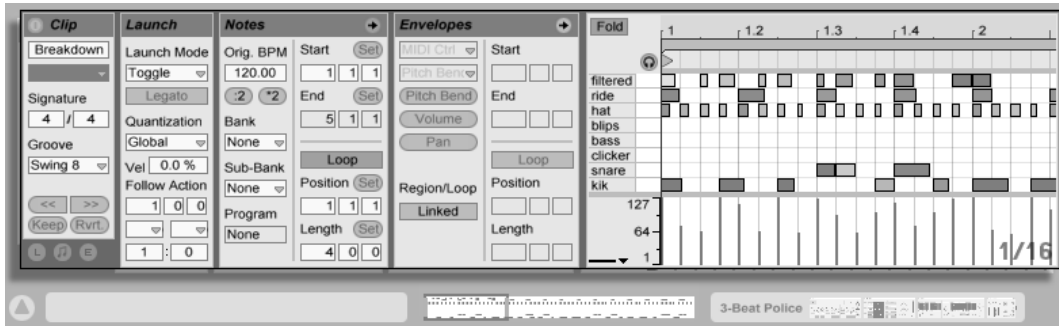 Clip
Breakdown
Signature
4 / 4
Groove
Swing 8
<< >>
Keep Rvrt.
L E
Launch
Launch Mode
Toggle
Legato
Quantization
Global
Vel 0.0 %
Follow Action
1 0 0
1 : 0
Notes
Orig. BPM
120.00
:2 *2
Bank
None
Sub-Bank
None
Program
None
Start Set
1 1 1
End Set
5 1 1
Loop
Position Set
1 1 1
Length Set
4 0 0
Envelopes
MIDI Ctrl
Pitch Bend
Pitch Bend
Volume
Pan
Region/Loop
Linked
Start
End
Loop
Position
Length
Fold
1 1.2 1.3 1.4 2
filtered
ride
hat
blips
bass
clicker
snare
kik
127
64
1
1/16
3-Beat Police